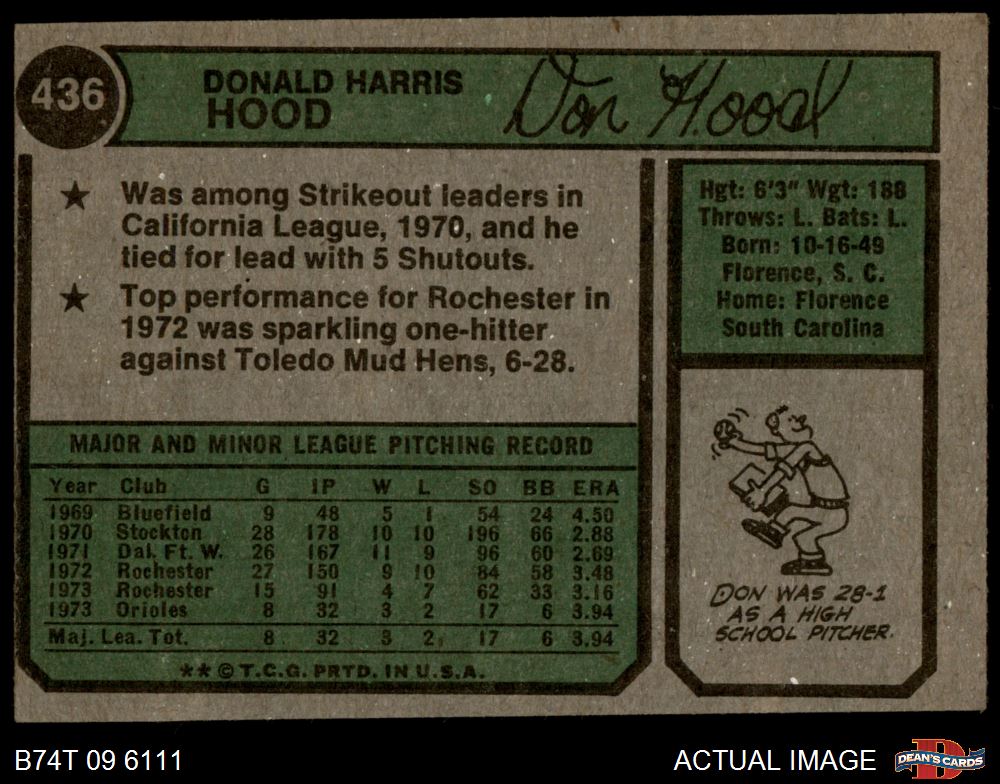 436
DONALD HARRIS
HOOD
Don Hood
★ Was among Strikeout leaders in
California League, 1970, and he
tied for lead with 5 Shutouts.
★ Top performance for Rochester in
1972 was sparkling one-hitter
against Toledo Mud Hens, 6-28.
MAJOR AND MINOR LEAGUE PITCHING RECORD
Year Club G IP W L SO BB ERA
1969 Bluefield 9 48 5 1 54 24 4.50
1970 Stockton 28 178 10 10 196 66 2.88
1971 Dal. Ft. W. 26 167 11 9 96 60 2.69
1972 Rochester 27 150 9 10 84 58 3.48
1973 Rochester 15 91 4 7 62 33 3.16
1973 Orioles 8 32 3 2 17 6 3.94
Maj. Lea. Tot. 8 32 3 2 17 6 3.94
**©T.C.G. PRTD. IN U.S.A.
Hgt: 6'3" Wgt: 188
Throws: L. Bats: L.
Born: 10-16-49
Florence, S. C.
Home: Florence
South Carolina
DON WAS 28-1
AS A HIGH
SCHOOL PITCHER.
B74T 09 6111
ACTUAL IMAGE
DEAN'S CARDS